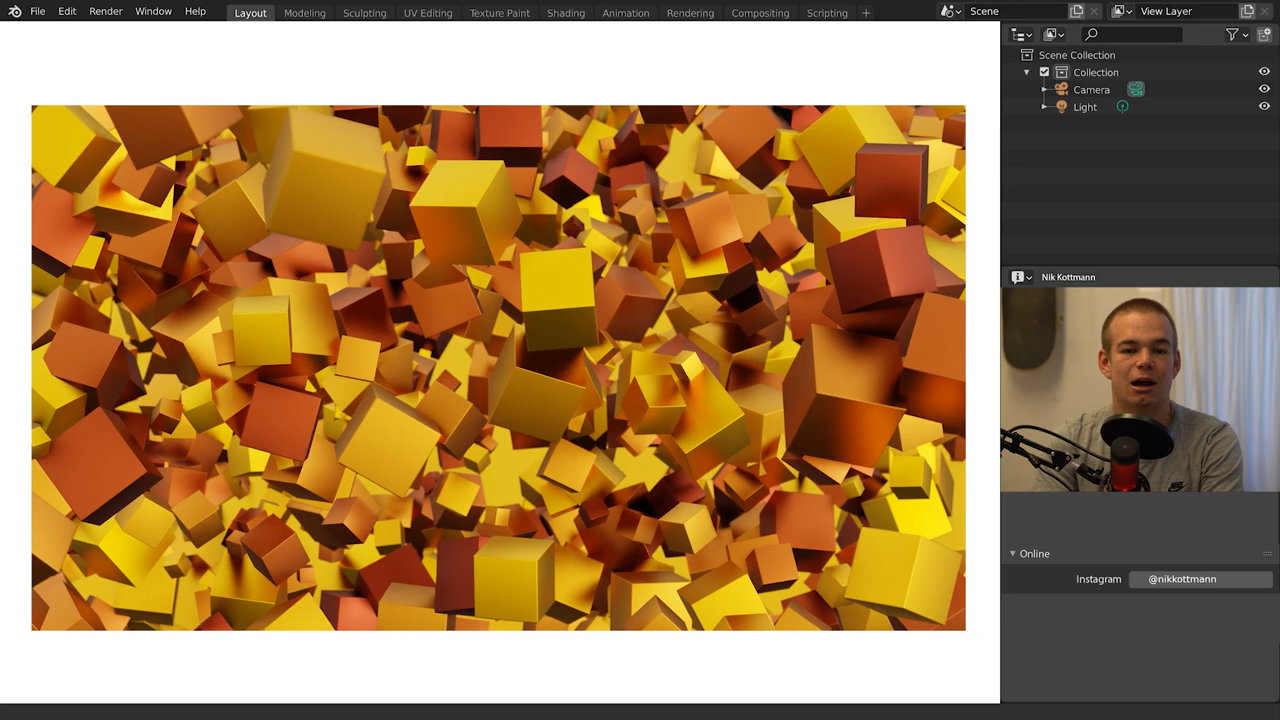 File Edit Render Window Help Layout Modeling Sculpting UV Editing Texture Paint Shading Animation Rendering Compositing Scripting + Scene View Layer
Scene Collection
Collection
Camera
Light
Nik Kottmann
Online
Instagram @nikkottmann